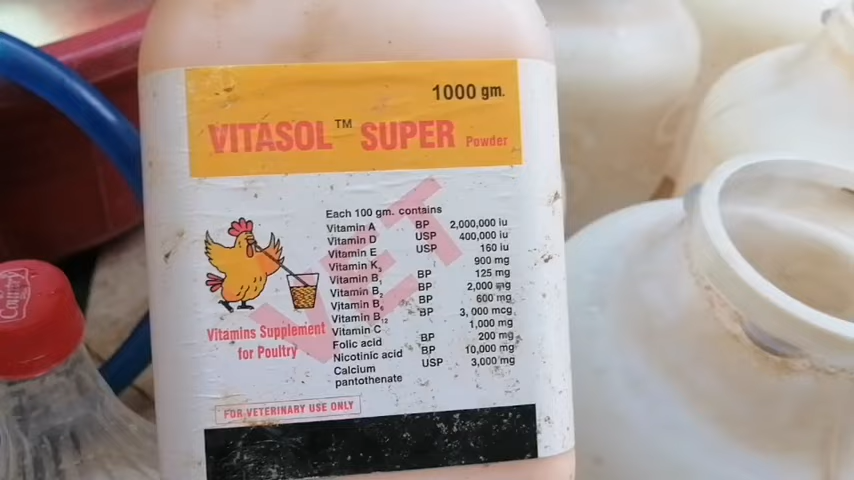 1000 gm.
VITASOL™ SUPER Powder
VET
Each 100 gm. contains
Vitamin A BP 2,000,000 iu
Vitamin D USP 400,000 iu
Vitamin E USP 160 iu
Vitamin K₃ 900 mg
Vitamin B₁ BP 125 mg
Vitamin B₂ BP 2,000 mg
Vitamin B₆ BP 600 mg
Vitamin B₁₂ BP 3,000 mcg
Vitamin C 1,000 mg
Folic acid BP 200 mg
Nicotinic acid BP 10,000 mg
Calcium USP 3,000 mg
pantothenate
Vitamins Supplement
for Poultry
FOR VETERINARY USE ONLY